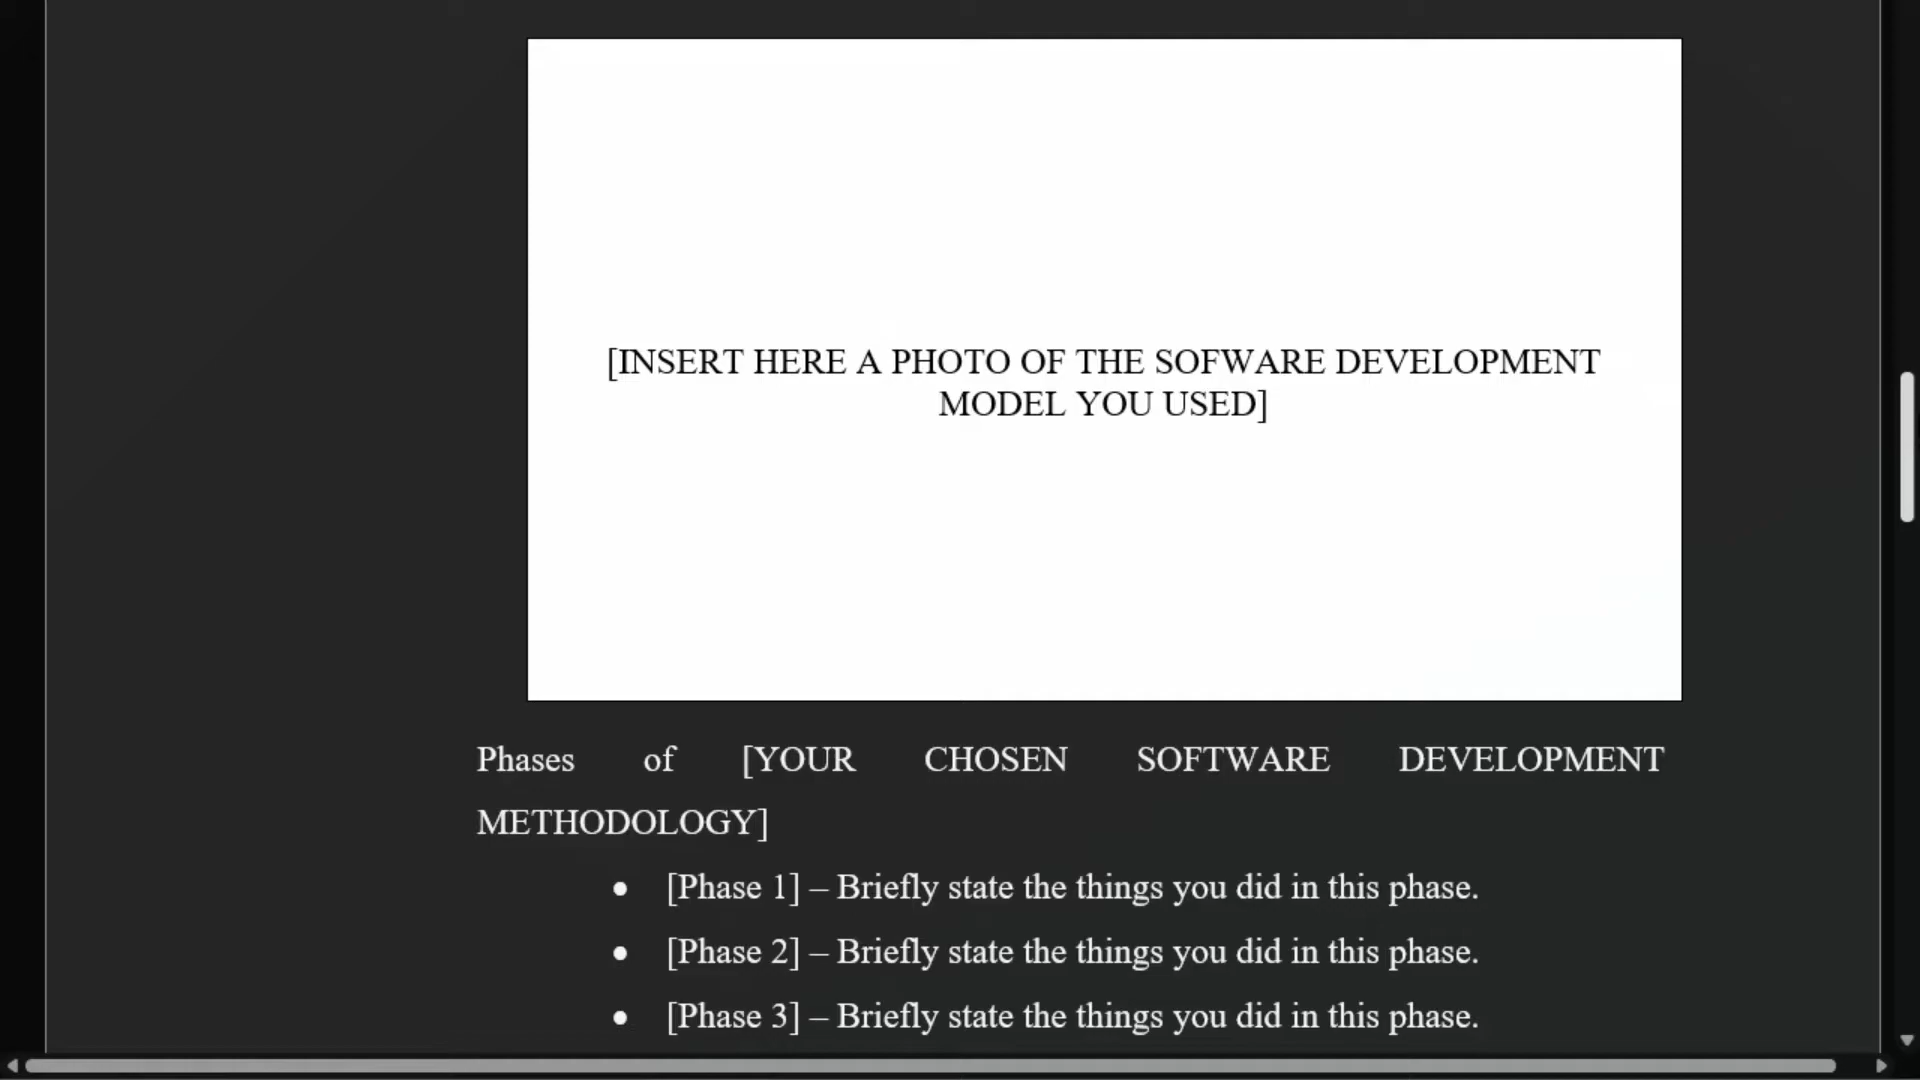 [INSERT HERE A PHOTO OF THE SOFWARE DEVELOPMENT
MODEL YOU USED]
Phases of [YOUR CHOSEN SOFTWARE DEVELOPMENT
METHODOLOGY]
• [Phase 1] – Briefly state the things you did in this phase.
• [Phase 2] – Briefly state the things you did in this phase.
• [Phase 3] – Briefly state the things you did in this phase.